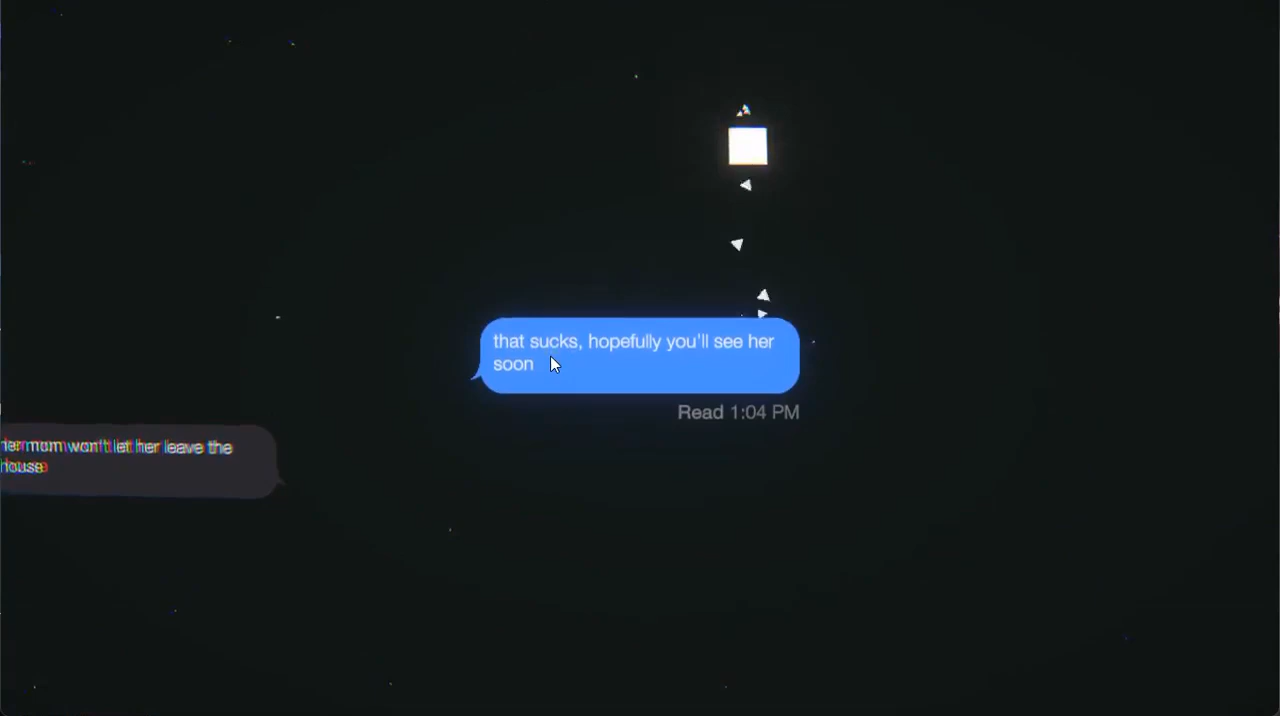 that sucks, hopefully you'll see her
soon
Read 1:04 PM
mom won't let her leave the
house